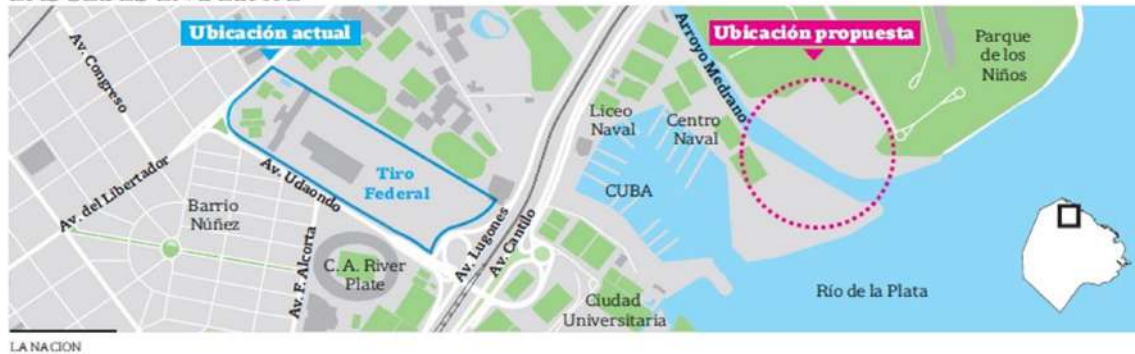 Ubicación actual
Ubicación propuesta
Parque
de los
Niños
Av. Congreso
Arroyo Medrano
Liceo
Naval
Centro
Naval
Tiro
Federal
CUBA
Av. Udaondo
Av. del Libertador
Barrio
Núñez
Av. Lugones
Av. Cantilo
Av. F. Alcorta
C. A. River
Plate
Río de la Plata
Ciudad
Universitaria
LA NACION